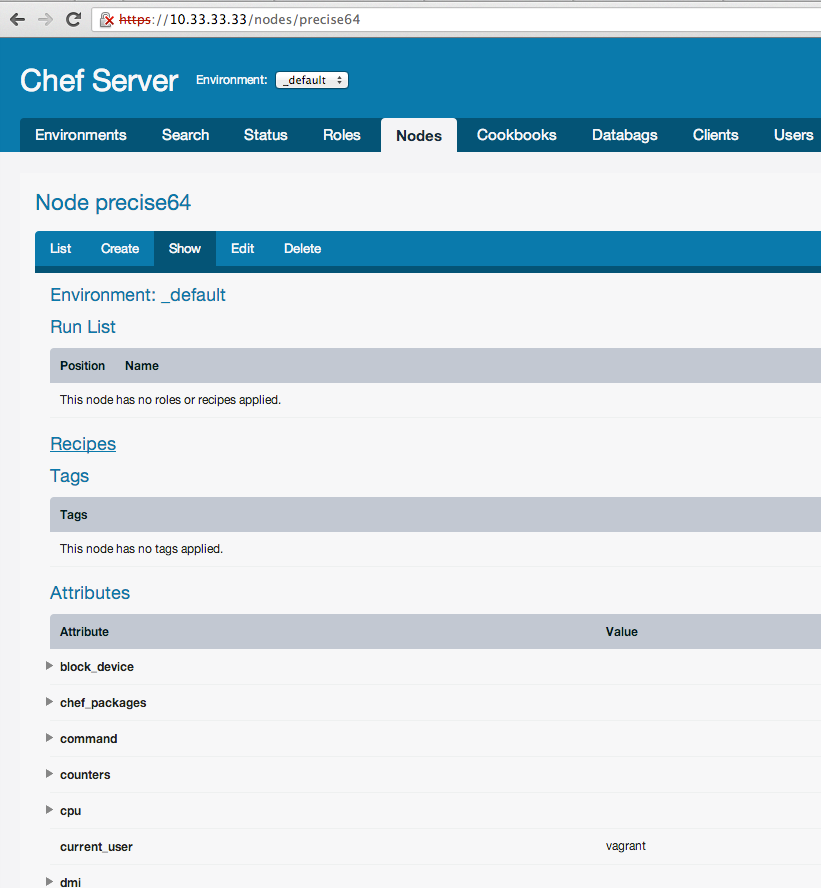 https://10.33.33.33/nodes/precise64
Chef Server Environment: _default
Environments Search Status Roles Nodes Cookbooks Databags Clients Users
Node precise64
List Create Show Edit Delete
Environment: _default
Run List
Position Name
This node has no roles or recipes applied.
Recipes
Tags
Tags
This node has no tags applied.
Attributes
Attribute Value
block_device
chef_packages
command
counters
cpu
current_user vagrant
dmi